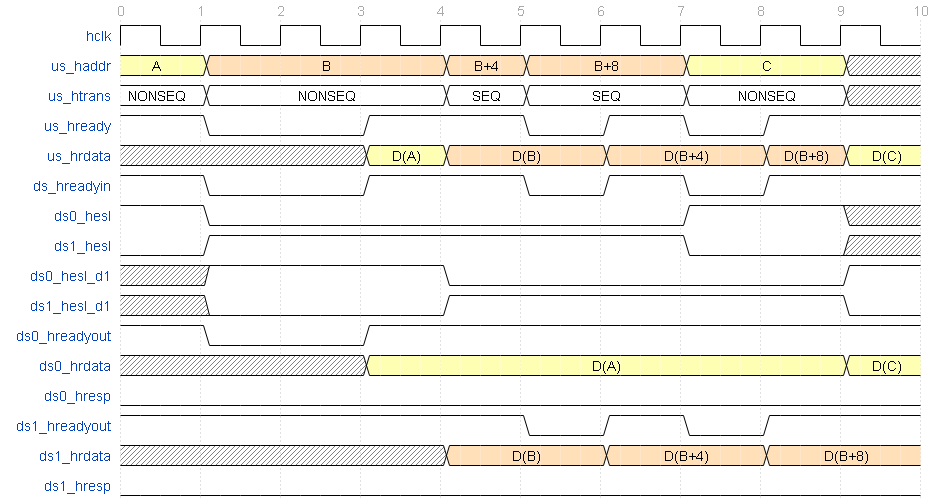 0 1 2 3 4 5 6 7 8 9 10
hclk
us_haddr A B B+4 B+8 C
us_htrans NONSEQ NONSEQ SEQ SEQ NONSEQ
us_hready
us_hrdata D(A) D(B) D(B+4) D(B+8) D(C)
ds_hreadyin
ds0_hesl
ds1_hesl
ds0_hesl_d1
ds1_hesl_d1
ds0_hreadyout
ds0_hrdata D(A) D(C)
ds0_hresp
ds1_hreadyout
ds1_hrdata D(B) D(B+4) D(B+8)
ds1_hresp